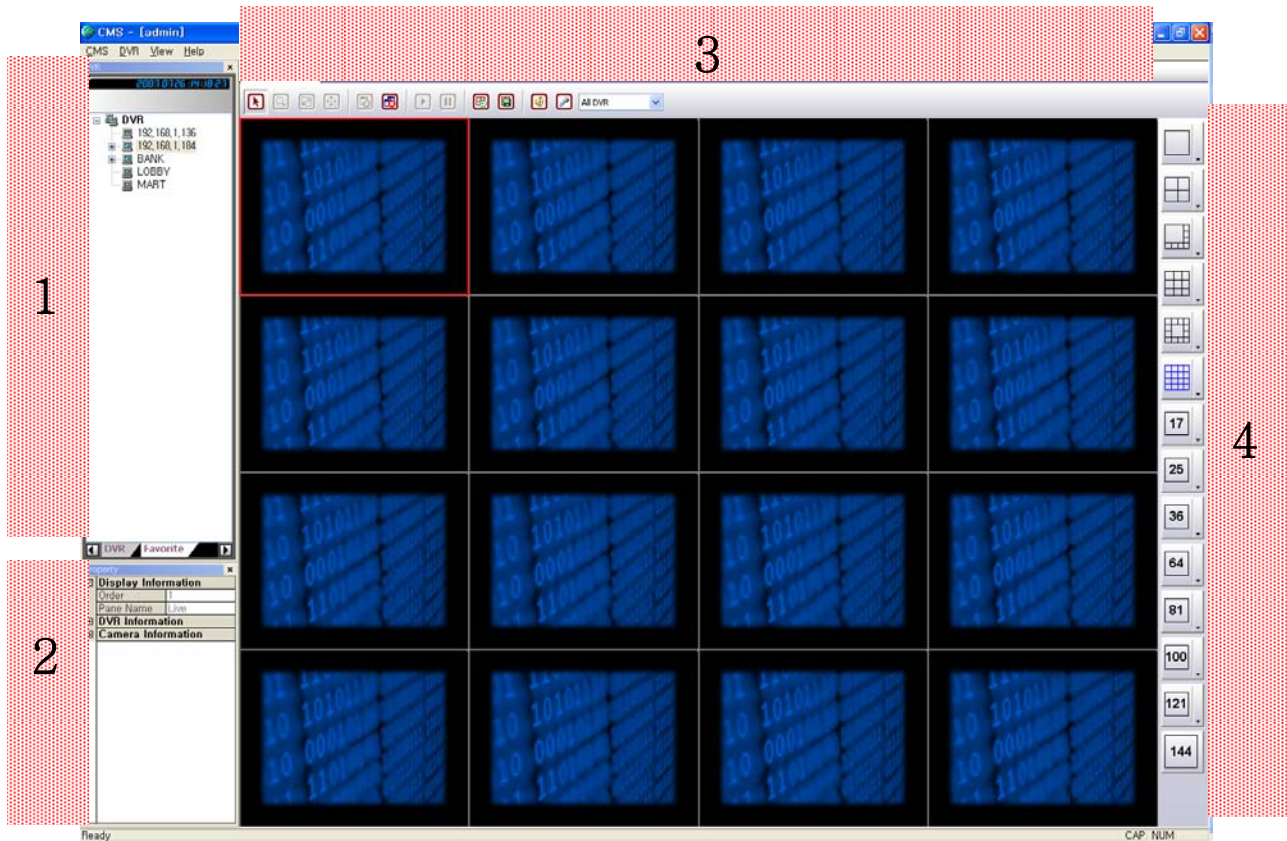 CMS - [admin]
CMS DVR View Help
3
2007 07 26 14:18:27
All DVR
DVR
192,168,1,136
192,168,1,184
BANK
LOBBY
MART
1
DVR Favorite
2
Display Information
Order 1
Pane Name Live
DVR Information
Camera Information
4
17
25
36
64
81
100
121
144
Ready
CAP NUM